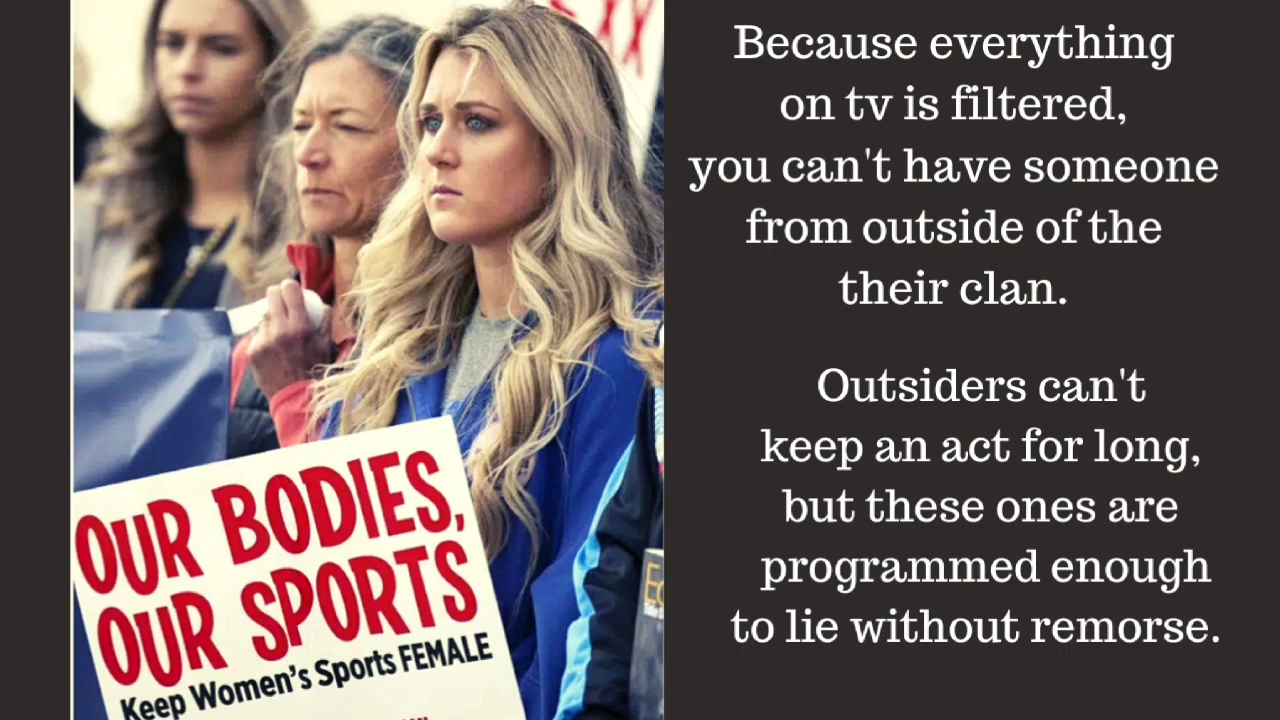 XX
Because everything
on tv is filtered,
you can't have someone
from outside of the
their clan.
Outsiders can't
keep an act for long,
but these ones are
programmed enough
to lie without remorse.
OUR BODIES,
OUR SPORTS
Keep Women's Sports FEMALE